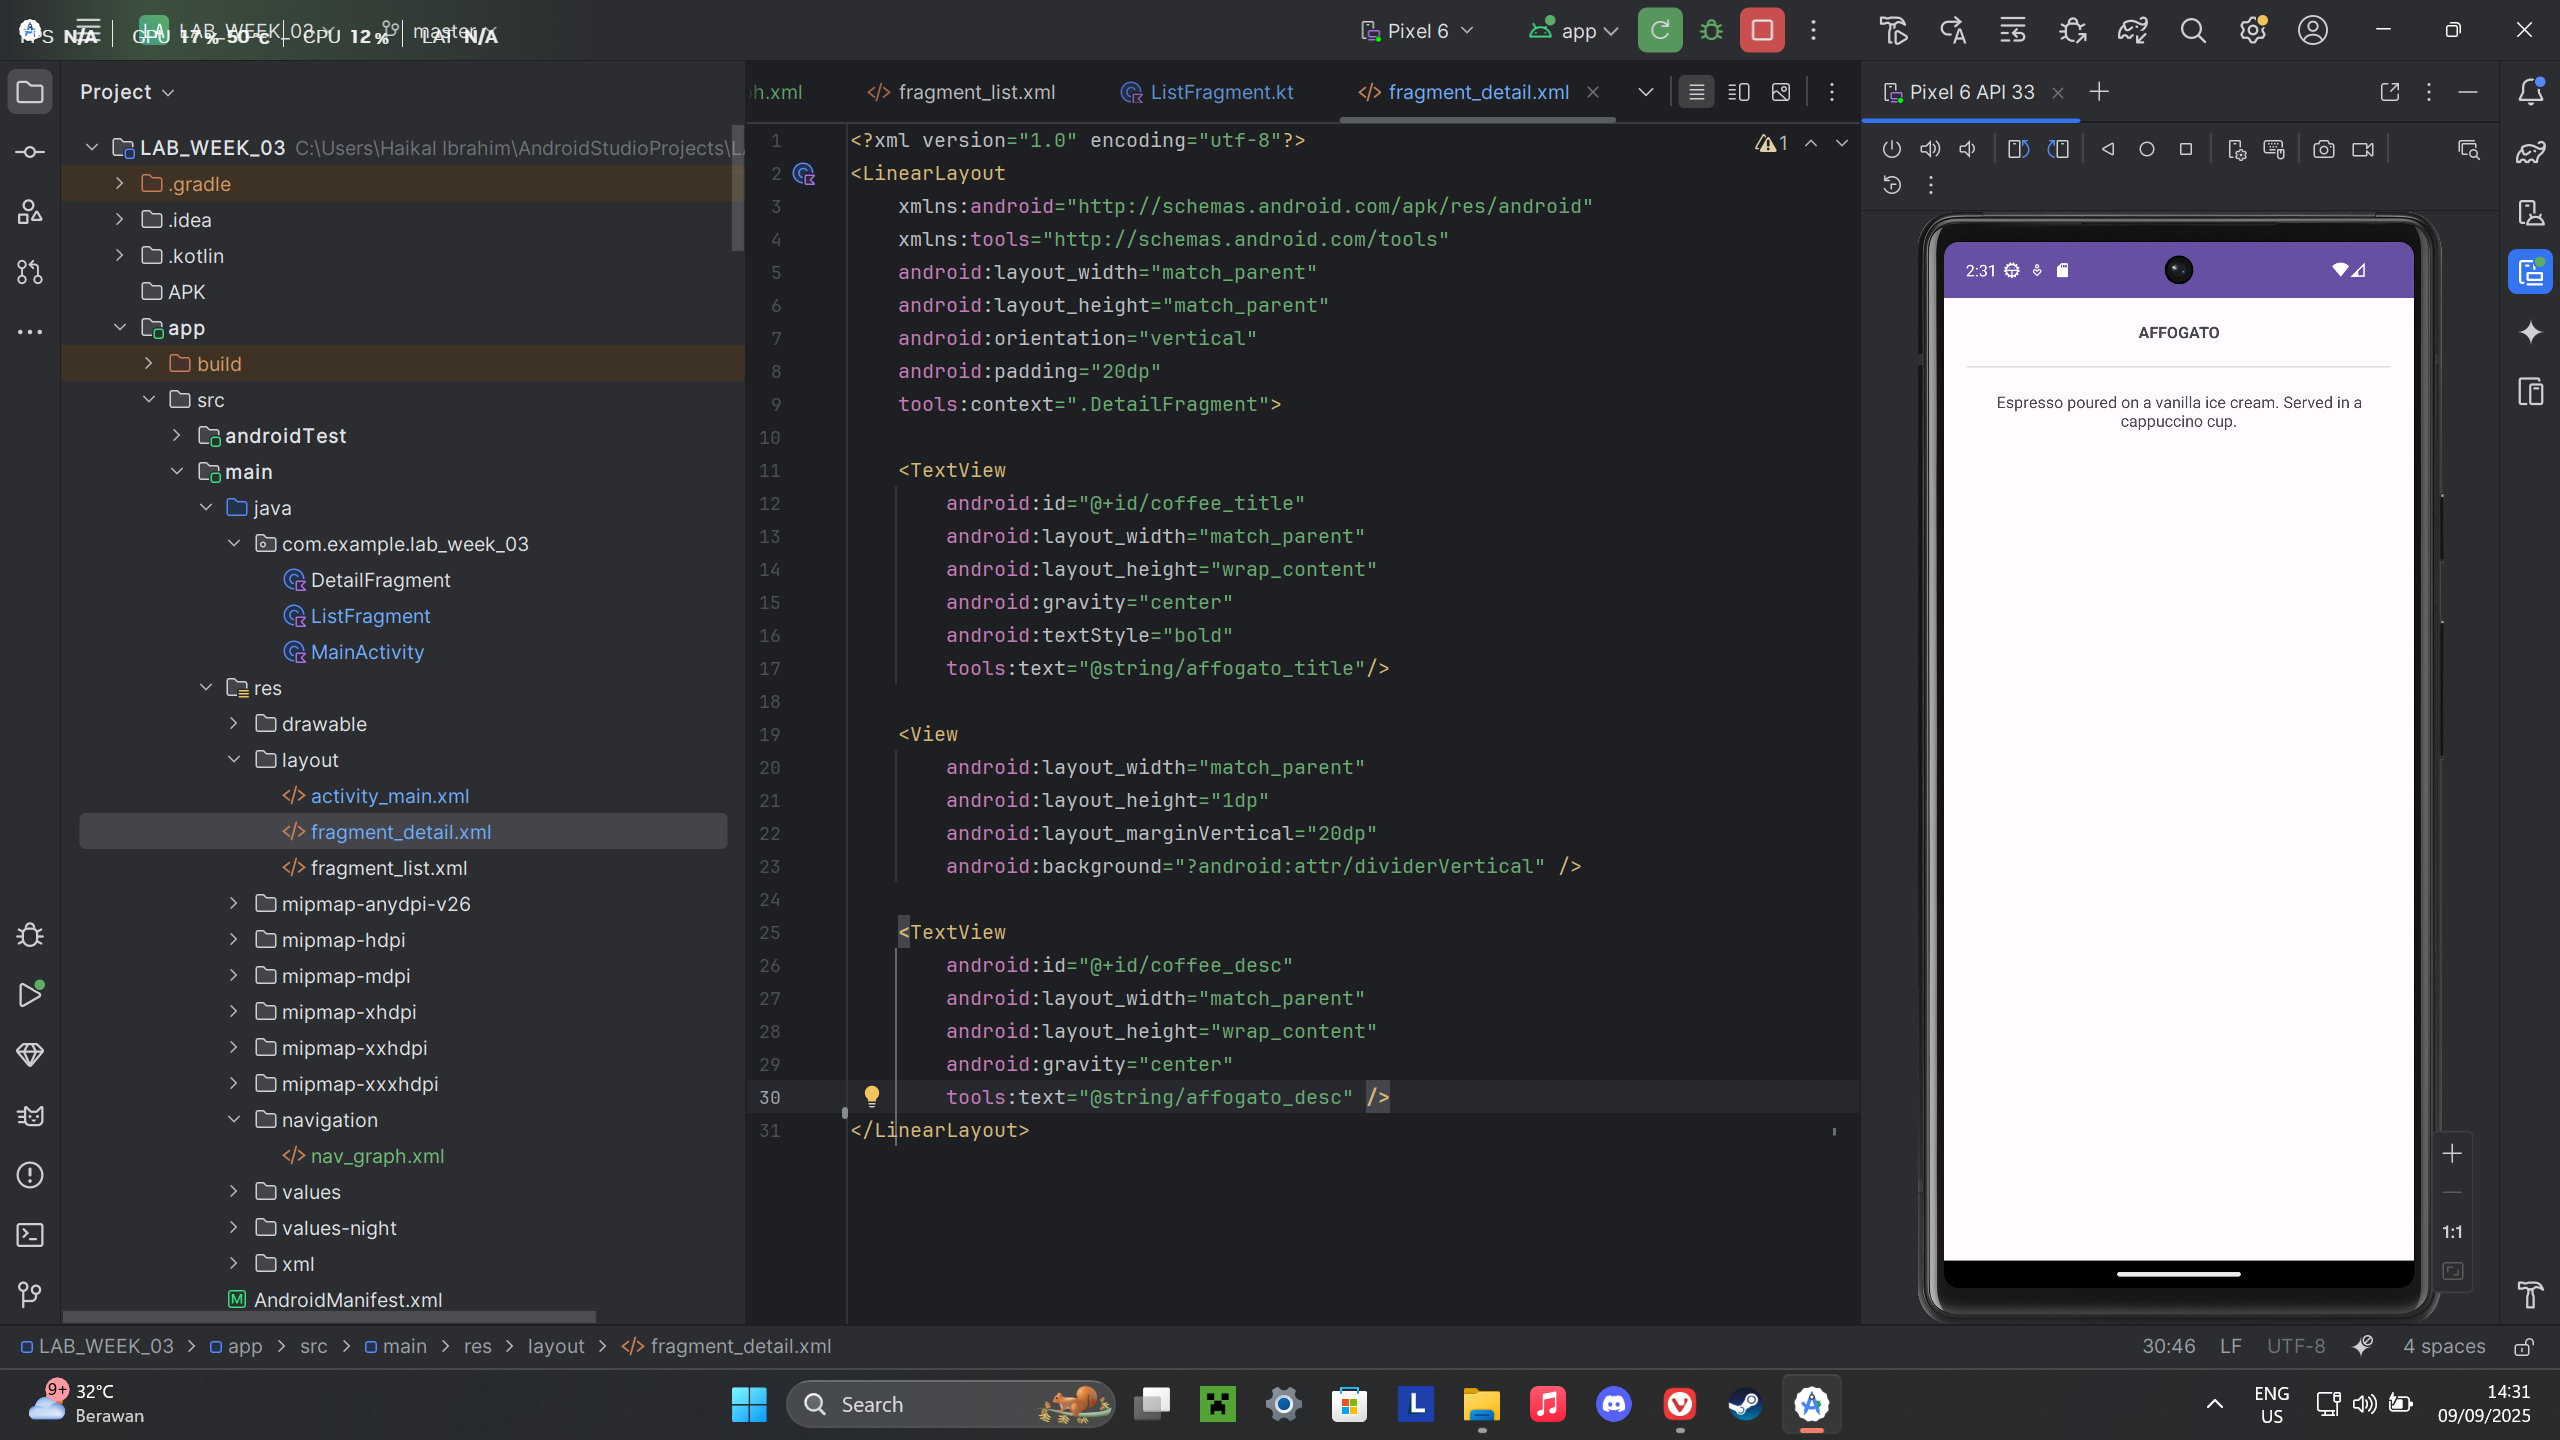 FPS N/A GPU 17% 50°C CPU 12% LAT N/A
LA LAB_WEEK_03 master
Pixel 6
app
Project
h.xml
fragment_list.xml
ListFragment.kt
fragment_detail.xml
Pixel 6 API 33
LAB_WEEK_03 C:\Users\Haikal Ibrahim\AndroidStudioProjects\L
.gradle
.idea
.kotlin
APK
app
build
src
androidTest
main
java
com.example.lab_week_03
DetailFragment
ListFragment
MainActivity
res
drawable
layout
activity_main.xml
fragment_detail.xml
fragment_list.xml
mipmap-anydpi-v26
mipmap-hdpi
mipmap-mdpi
mipmap-xhdpi
mipmap-xxhdpi
mipmap-xxxhdpi
navigation
nav_graph.xml
values
values-night
xml
AndroidManifest.xml
1 <?xml version="1.0" encoding="utf-8"?>
2 <LinearLayout
3 xmlns:android="http://schemas.android.com/apk/res/android"
4 xmlns:tools="http://schemas.android.com/tools"
5 android:layout_width="match_parent"
6 android:layout_height="match_parent"
7 android:orientation="vertical"
8 android:padding="20dp"
9 tools:context=".DetailFragment">
10
11 <TextView
12 android:id="@+id/coffee_title"
13 android:layout_width="match_parent"
14 android:layout_height="wrap_content"
15 android:gravity="center"
16 android:textStyle="bold"
17 tools:text="@string/affogato_title"/>
18
19 <View
20 android:layout_width="match_parent"
21 android:layout_height="1dp"
22 android:layout_marginVertical="20dp"
23 android:background="?android:attr/dividerVertical" />
24
25 <TextView
26 android:id="@+id/coffee_desc"
27 android:layout_width="match_parent"
28 android:layout_height="wrap_content"
29 android:gravity="center"
30 tools:text="@string/affogato_desc" />
31 </LinearLayout>
1
2:31
AFFOGATO
Espresso poured on a vanilla ice cream. Served in a
cappuccino cup.
1:1
LAB_WEEK_03 > app > src > main > res > layout > fragment_detail.xml
30:46 LF UTF-8 4 spaces
9+ 32°C
Berawan
Search
L
ENG
US
14:31
09/09/2025